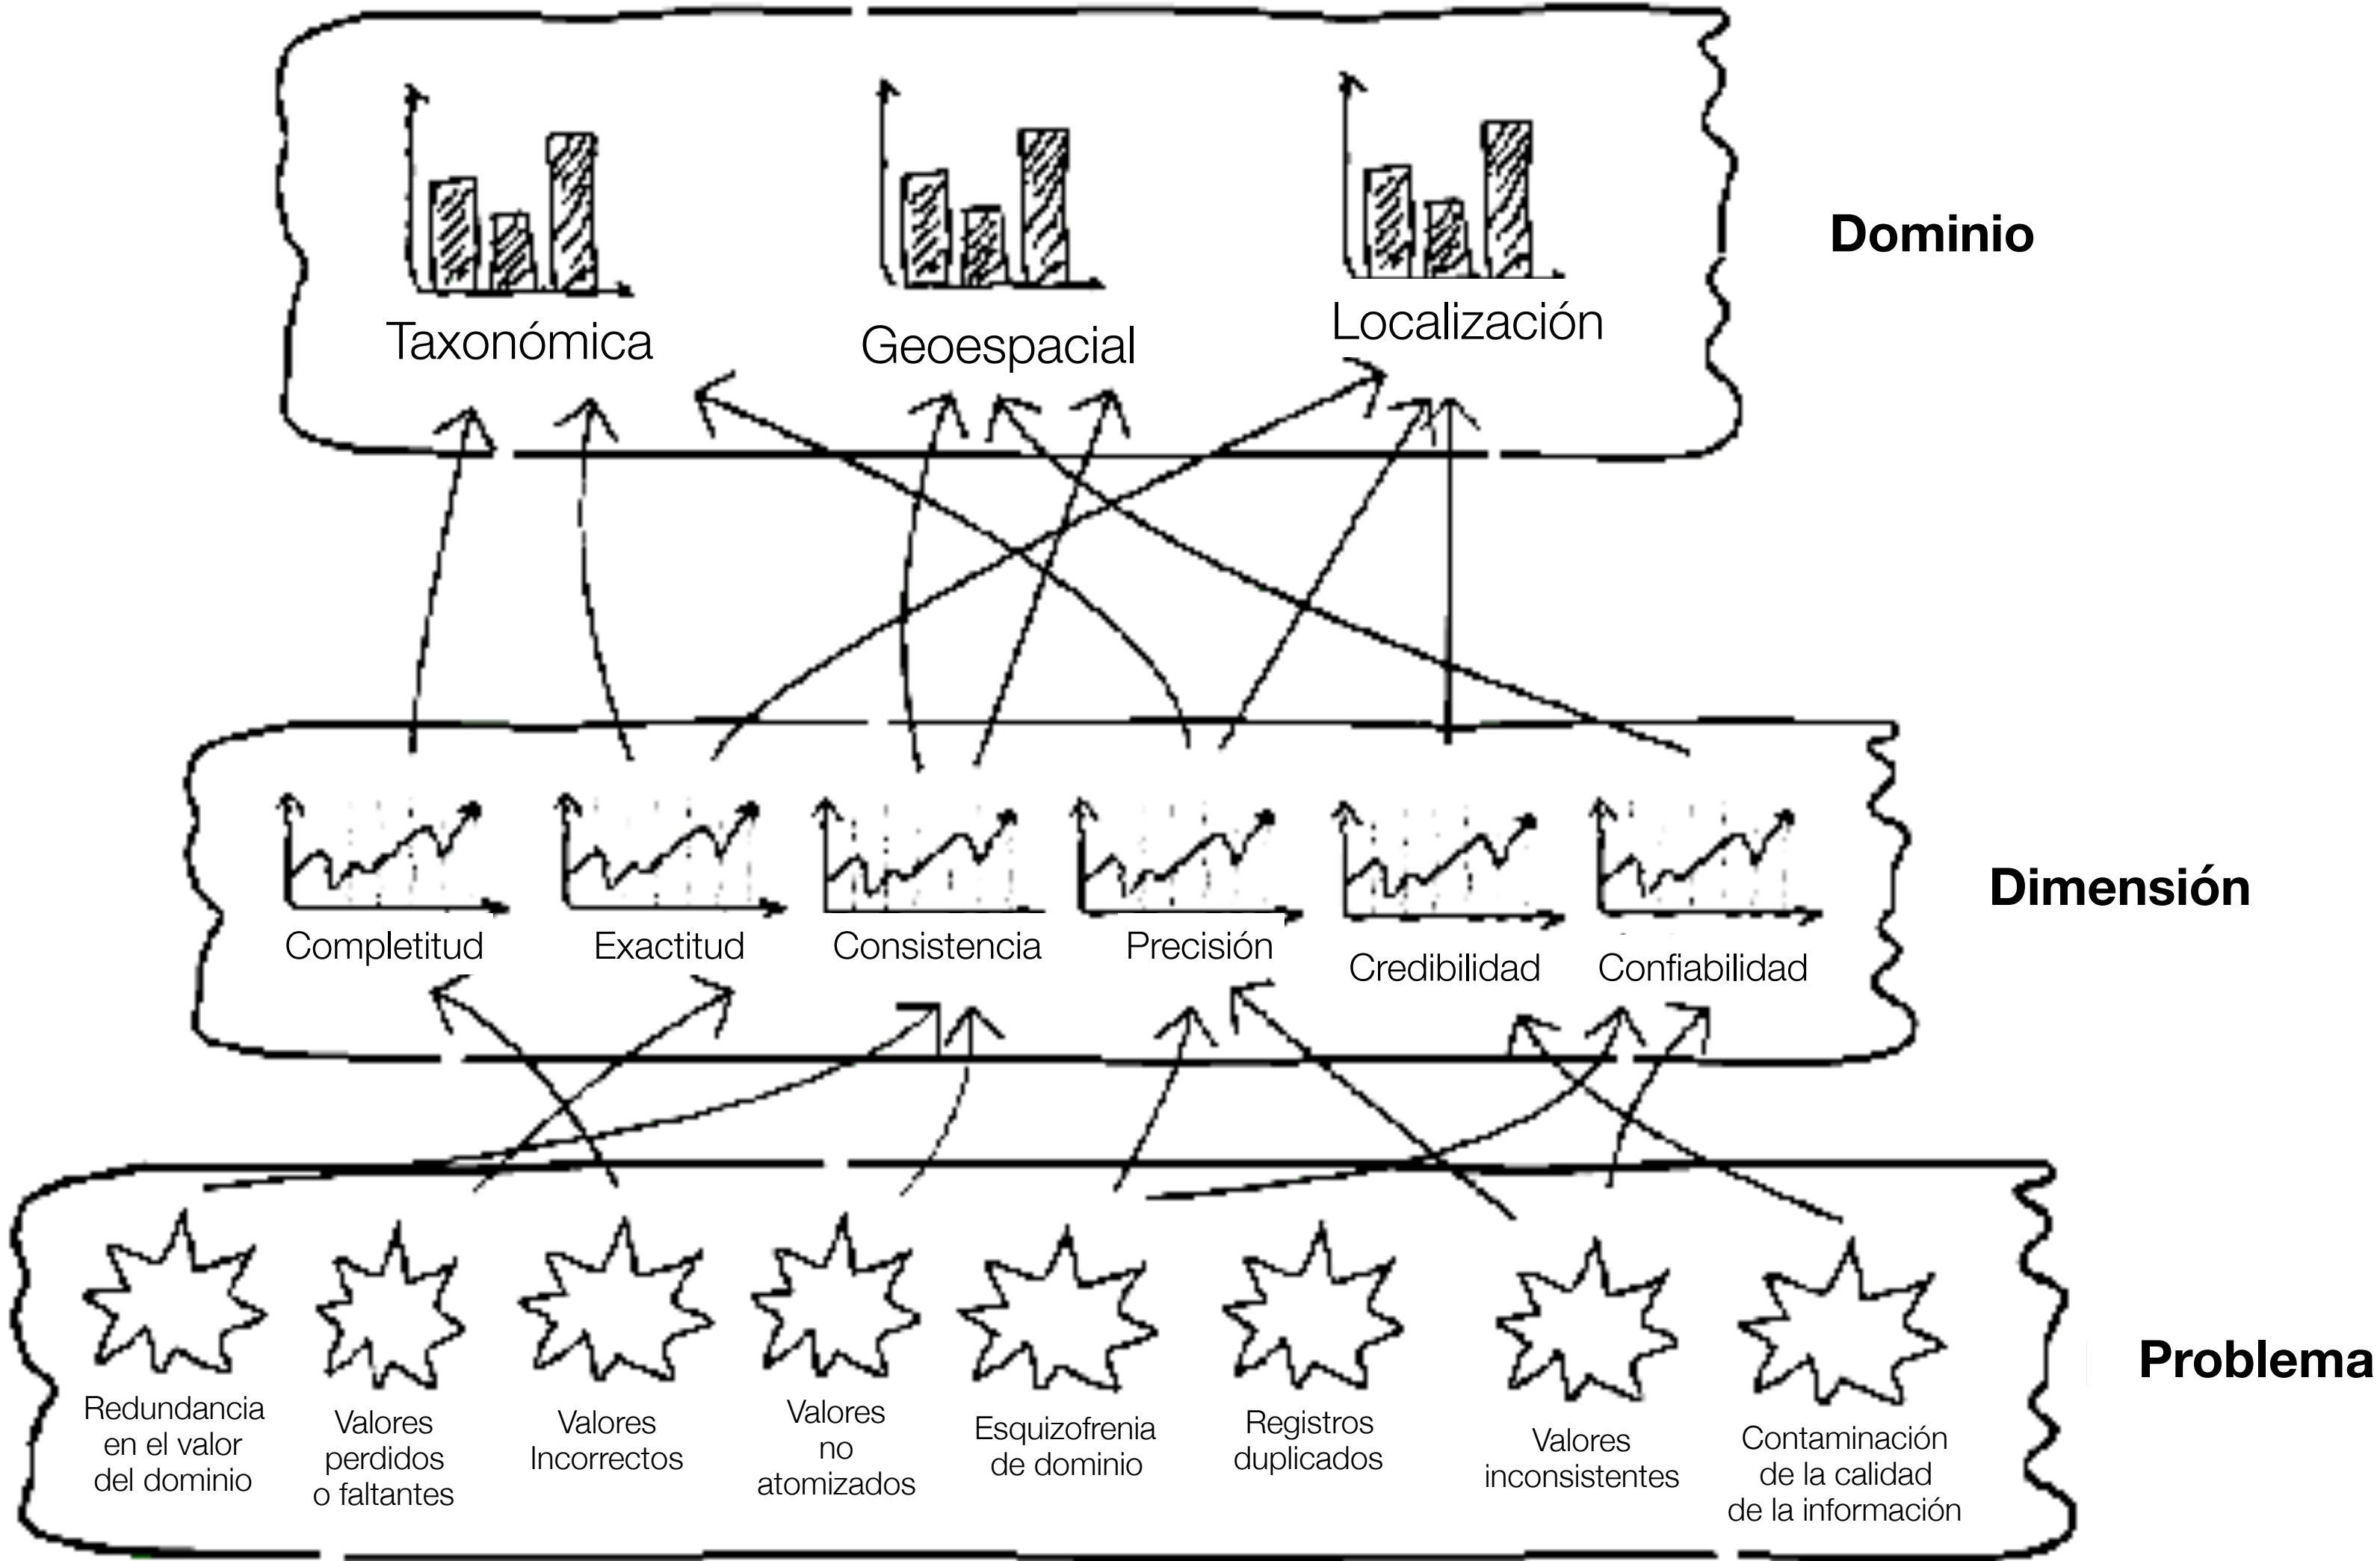 Dominio
Taxonómica
Geoespacial
Localización
Dimensión
Completitud
Exactitud
Consistencia
Precisión
Credibilidad
Confiabilidad
Problema
Redundancia
en el valor
del dominio
Valores
perdidos
o faltantes
Valores
Incorrectos
Valores
no
atomizados
Esquizofrenia
de dominio
Registros
duplicados
Valores
inconsistentes
Contaminación
de la calidad
de la información